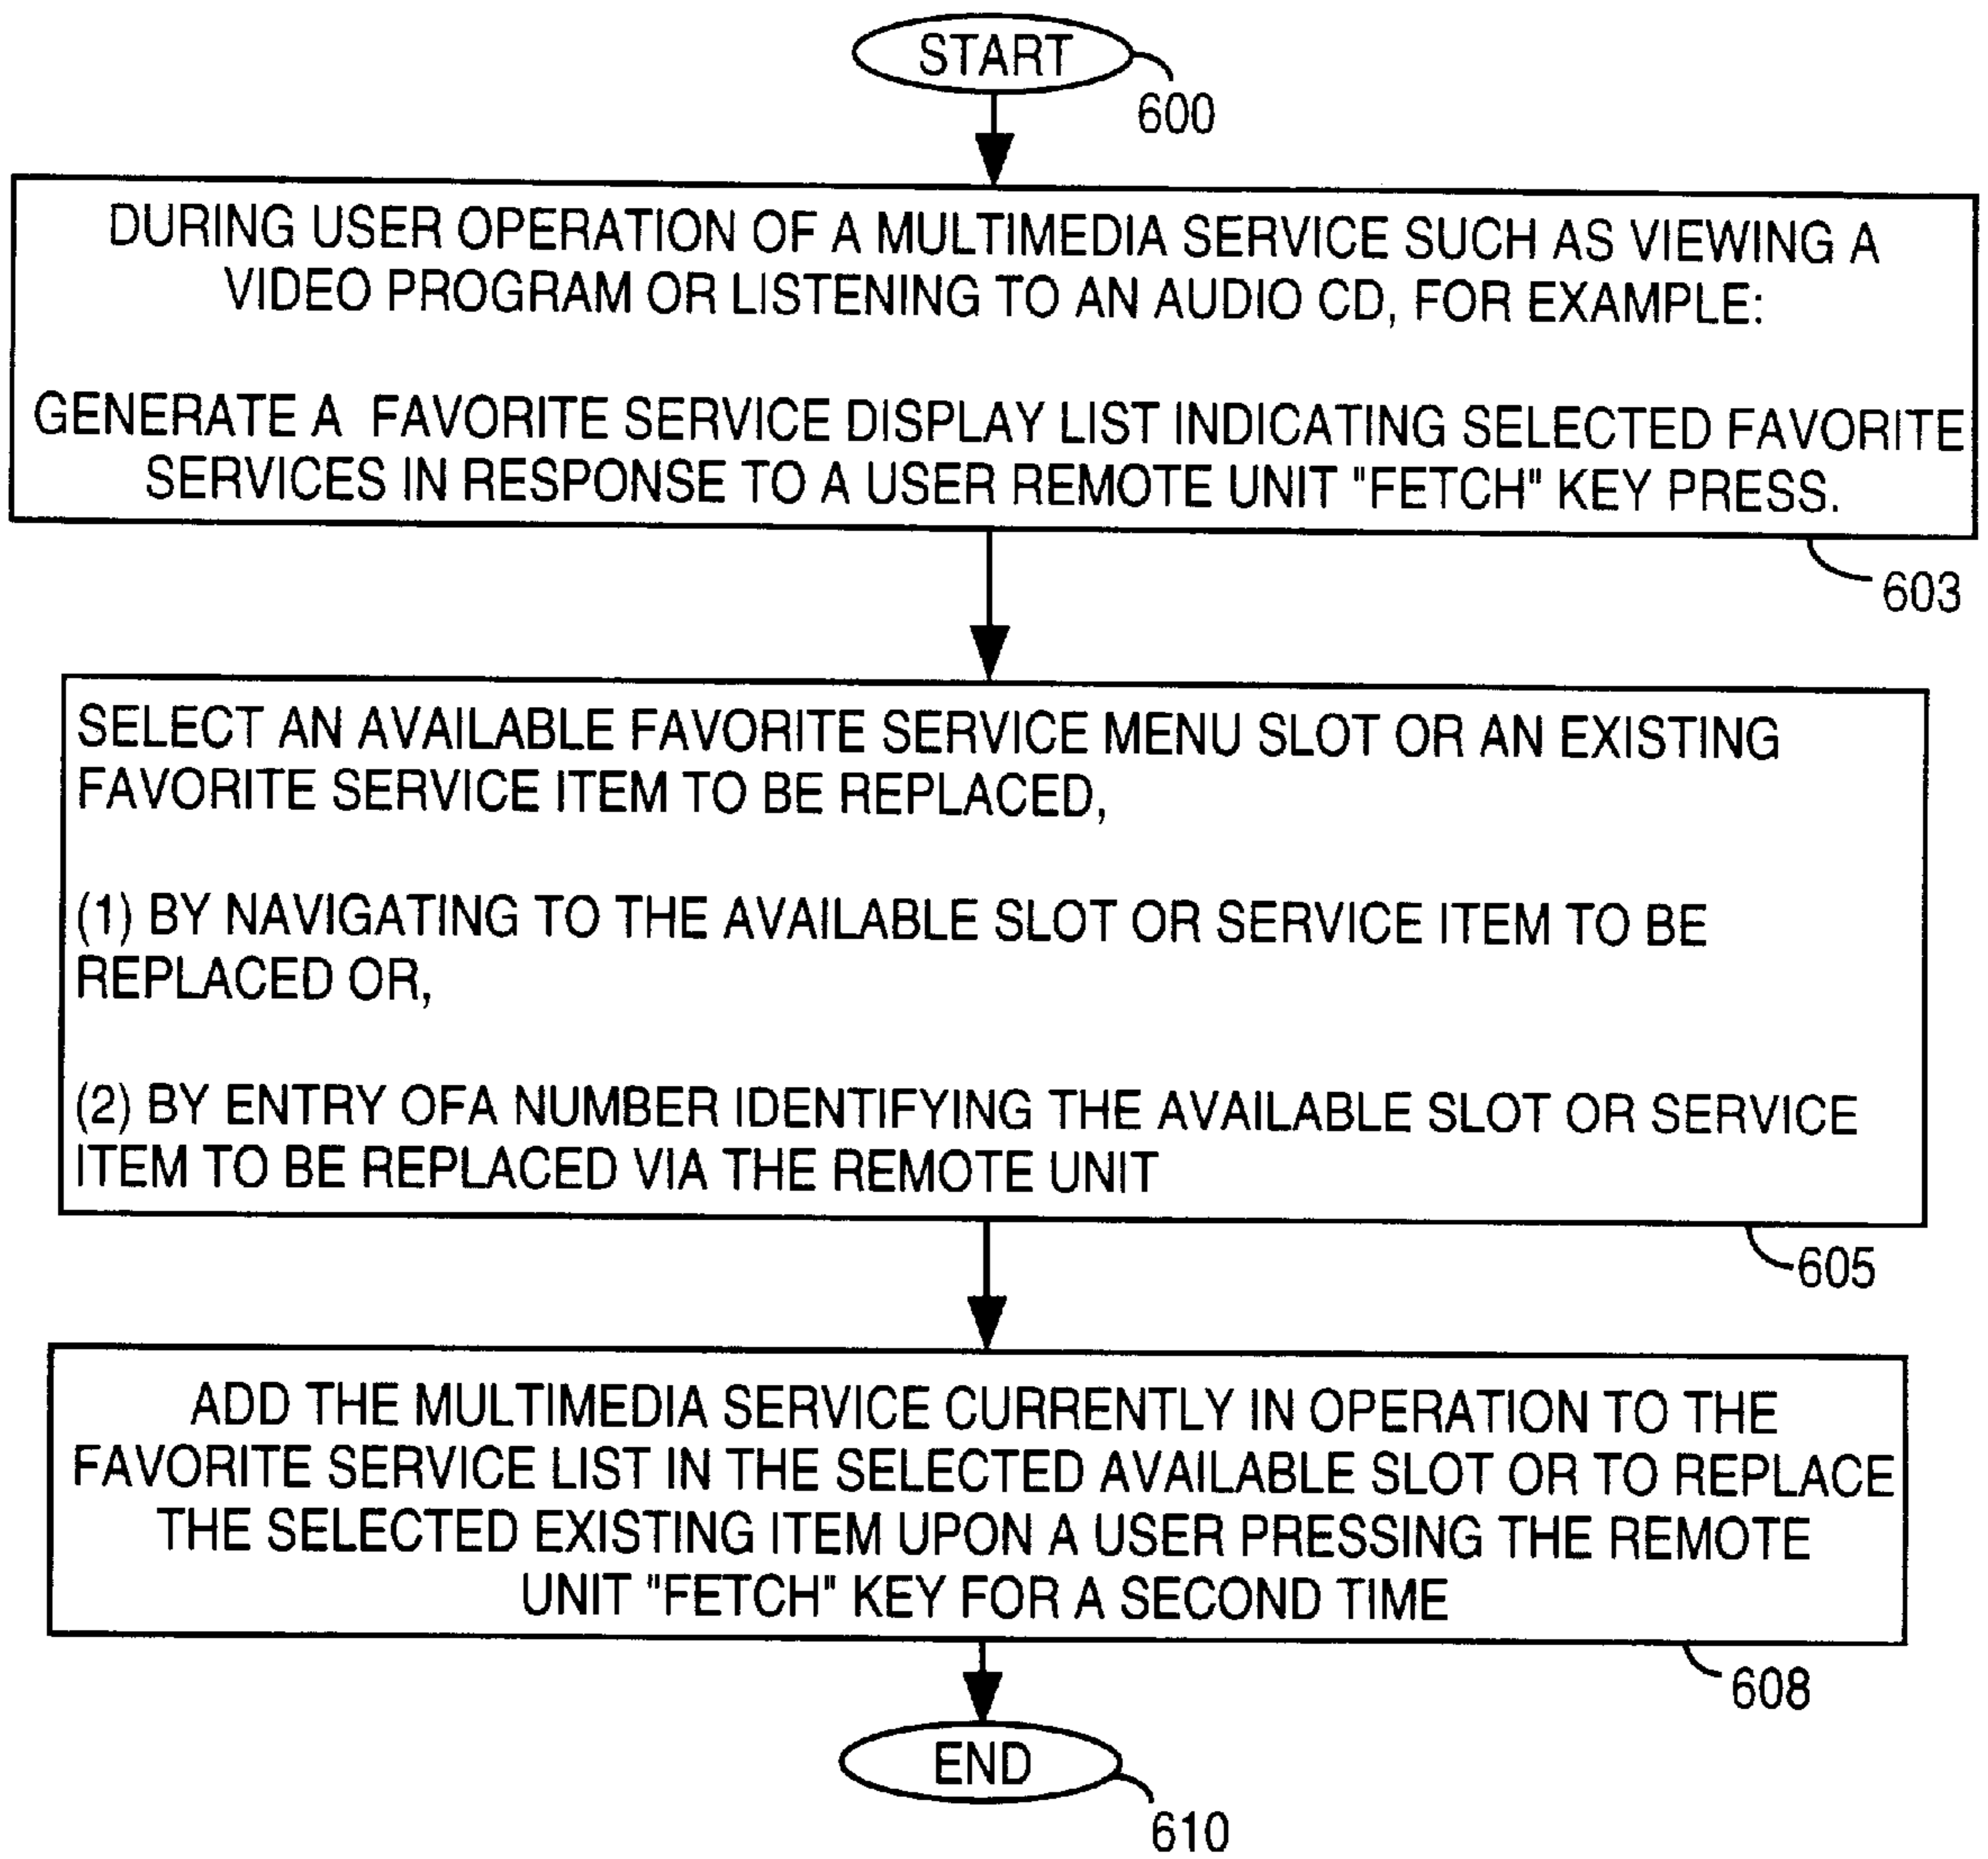 START
600
DURING USER OPERATION OF A MULTIMEDIA SERVICE SUCH AS VIEWING A
VIDEO PROGRAM OR LISTENING TO AN AUDIO CD, FOR EXAMPLE:
GENERATE A FAVORITE SERVICE DISPLAY LIST INDICATING SELECTED FAVORITE
SERVICES IN RESPONSE TO A USER REMOTE UNIT "FETCH" KEY PRESS.
603
SELECT AN AVAILABLE FAVORITE SERVICE MENU SLOT OR AN EXISTING
FAVORITE SERVICE ITEM TO BE REPLACED,
(1) BY NAVIGATING TO THE AVAILABLE SLOT OR SERVICE ITEM TO BE
REPLACED OR,
(2) BY ENTRY OFA NUMBER IDENTIFYING THE AVAILABLE SLOT OR SERVICE
ITEM TO BE REPLACED VIA THE REMOTE UNIT
605
ADD THE MULTIMEDIA SERVICE CURRENTLY IN OPERATION TO THE
FAVORITE SERVICE LIST IN THE SELECTED AVAILABLE SLOT OR TO REPLACE
THE SELECTED EXISTING ITEM UPON A USER PRESSING THE REMOTE
UNIT "FETCH" KEY FOR A SECOND TIME
608
END
610